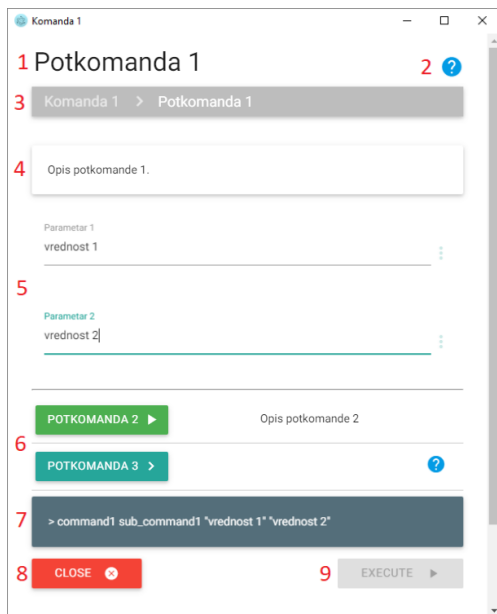 Komanda 1
1 Potkomanda 1
2 ?
3 Komanda 1 > Potkomanda 1
4 Opis potkomande 1.
Parametar 1
vrednost 1
5
Parametar 2
vrednost 2
POTKOMANDA 2 Opis potkomande 2
6
POTKOMANDA 3 ?
7 > command1 sub_command1 "vrednost 1" "vrednost 2"
8 CLOSE 9 EXECUTE